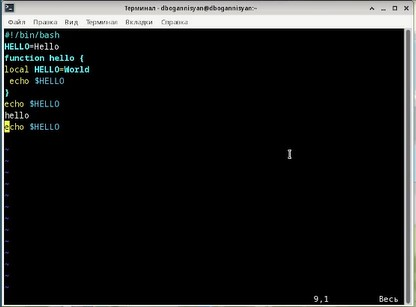 Терминал - dbogannisyan@dbogannisyan:~
Файл Правка Вид Терминал Вкладки Справка
#!/bin/bash
HELLO=Hello
function hello {
local HELLO=World
echo $HELLO
}
echo $HELLO
hello
echo $HELLO
~
~
~
~
~
~
~
~
~
~
~
~
~
9,1 Весь